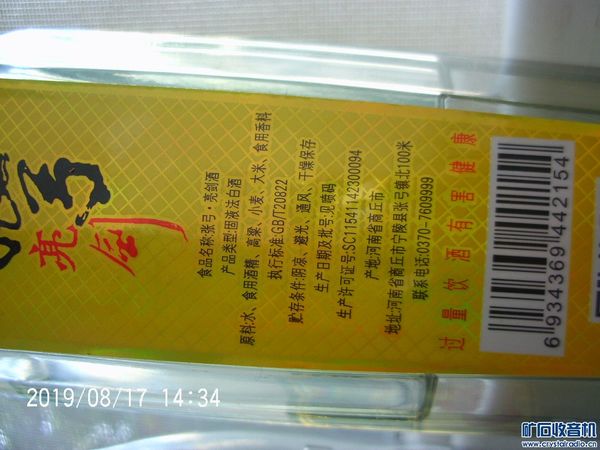 亮剑
食品名称:张弓·亮剑酒
产品类型:固液法白酒
原料:水、食用酒精、高粱、小麦、大米、食用香料
执行标准:GB/T20822
贮存条件:阴凉、避光、通风、干燥保存
生产日期及批号:见喷码
生产许可证号:SC11541142300094
产地:河南省商丘市
地址:河南省商丘市宁陵县张弓镇北100米
联系电话:0370-7609999
过量饮酒有害健康
6934369442154
2019/08/17 14:34
矿石收音机
www.crystalradio.cn